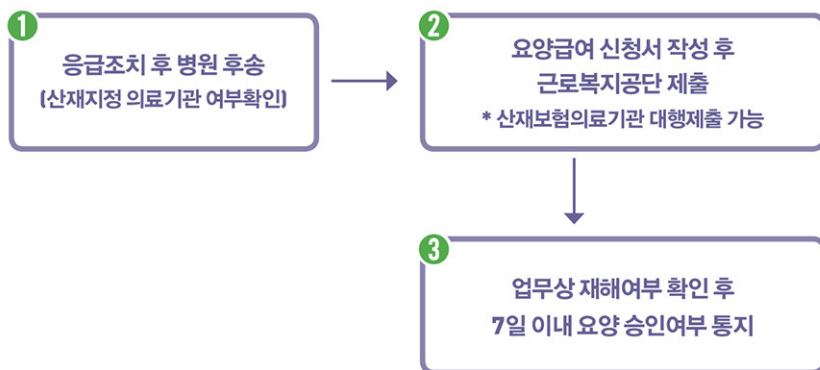 1
응급조치 후 병원 후송
(산재지정 의료기관 여부확인)
2
요양급여 신청서 작성 후
근로복지공단 제출
* 산재보험의료기관 대행제출 가능
3
업무상 재해여부 확인 후
7일 이내 요양 승인여부 통지